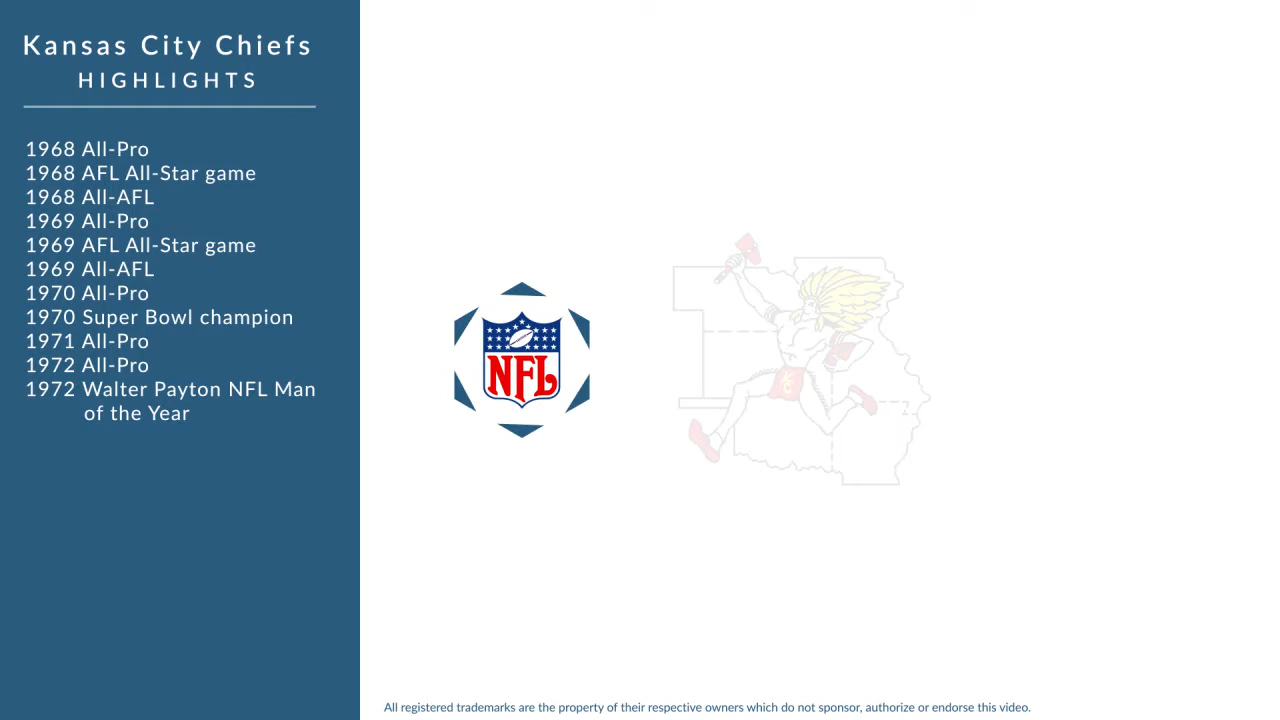 Kansas City Chiefs
HIGHLIGHTS
1968 All-Pro
1968 AFL All-Star game
1968 All-AFL
1969 All-Pro
1969 AFL All-Star game
1969 All-AFL
1970 All-Pro
1970 Super Bowl champion
1971 All-Pro
1972 All-Pro
1972 Walter Payton NFL Man
of the Year
NFL
KC
All registered trademarks are the property of their respective owners which do not sponsor, authorize or endorse this video.